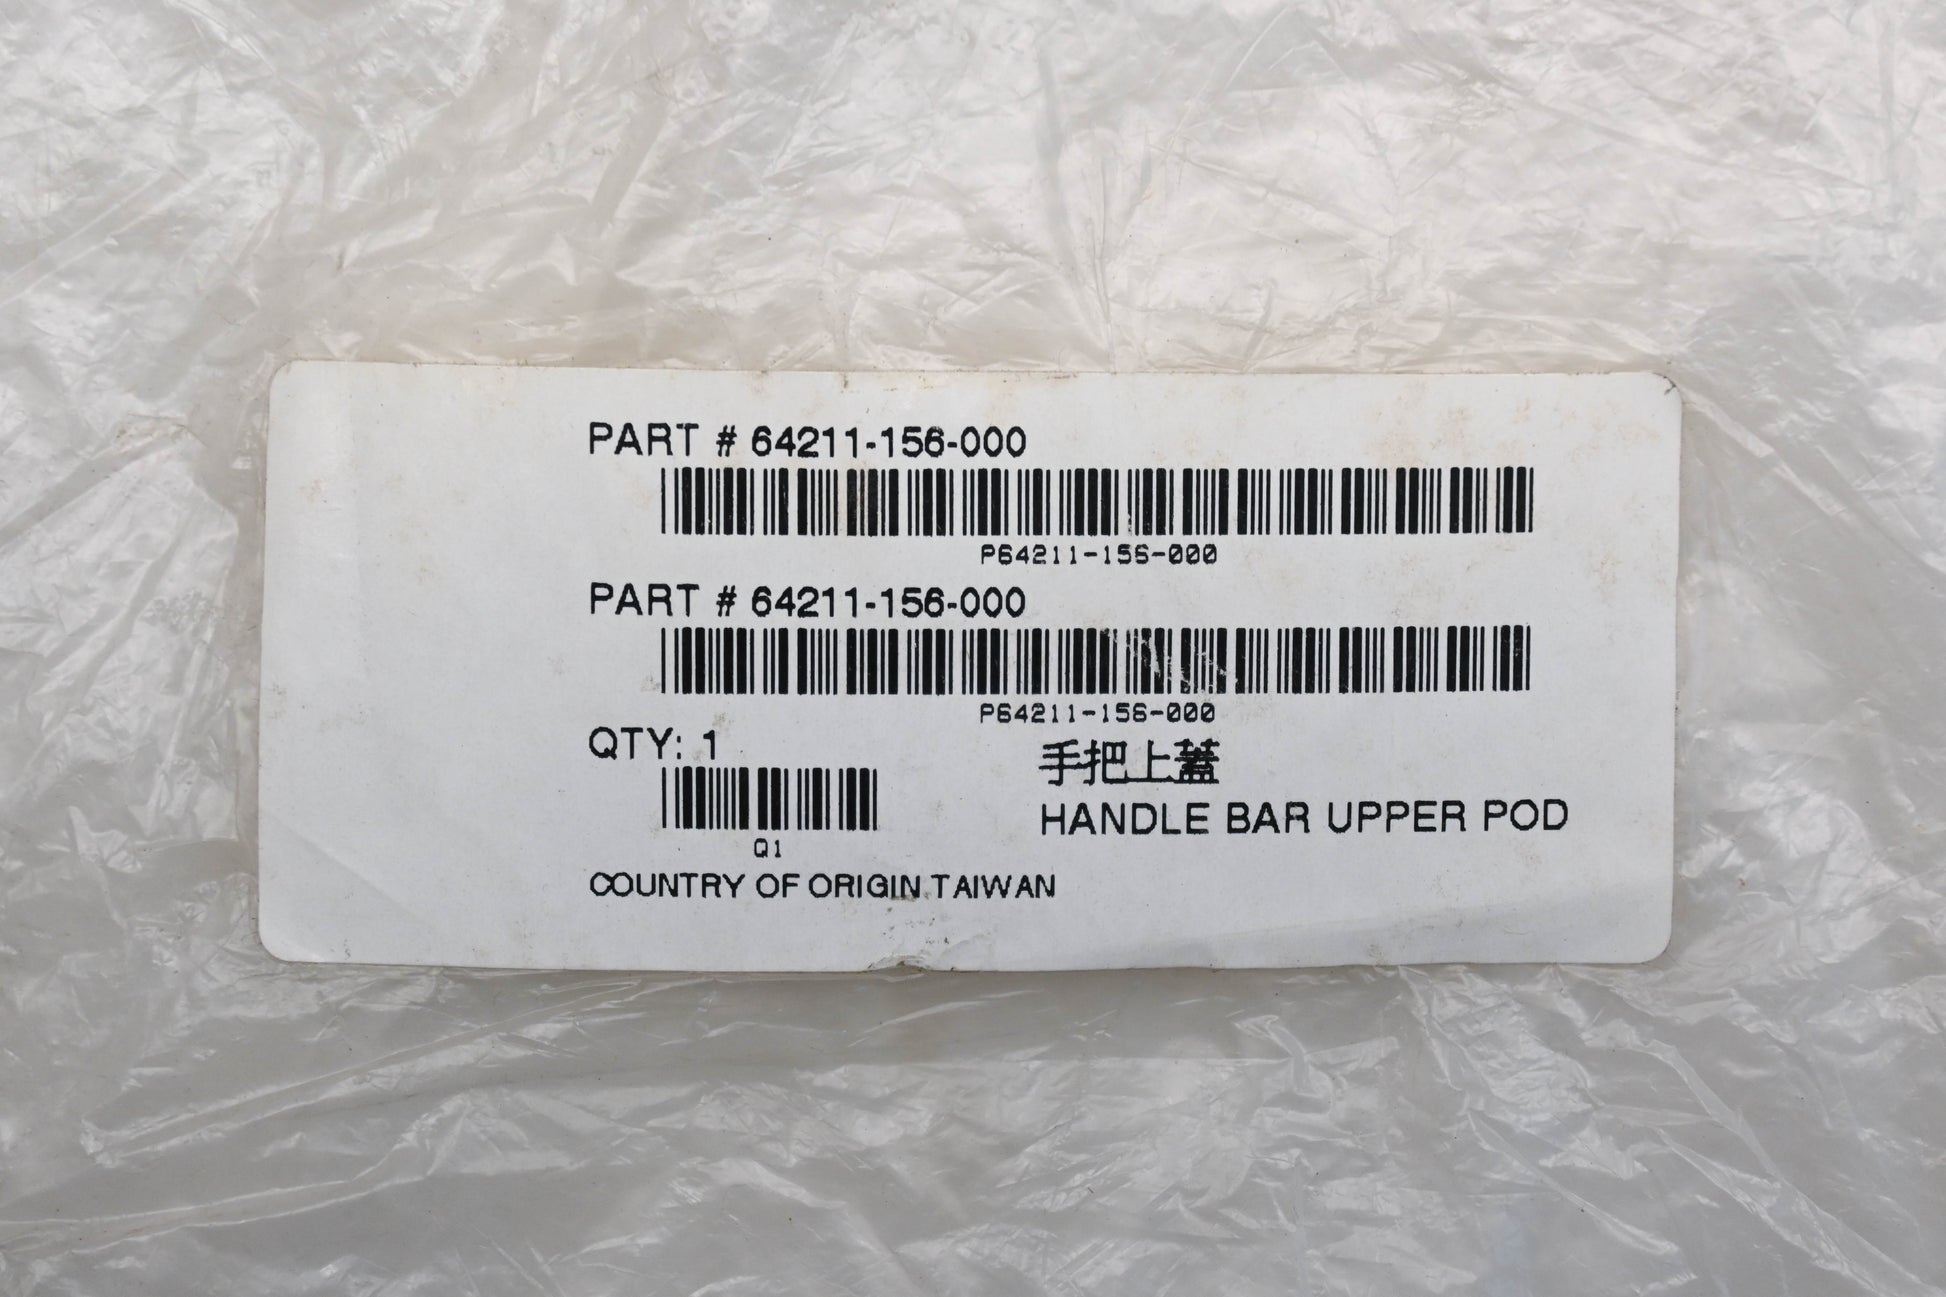 PART # 64211-156-000
P64211-156-000
PART # 64211-156-000
P64211-156-000
QTY: 1
手把上蓋
Q1
HANDLE BAR UPPER POD
COUNTRY OF ORIGIN TAIWAN